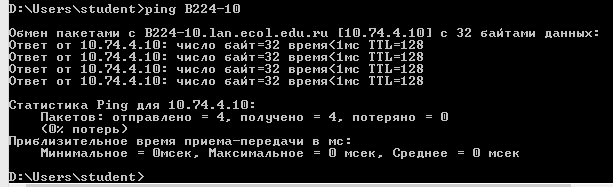 D:\Users\student>ping B224-10
Обмен пакетами с B224-10.lan.ecol.edu.ru [10.74.4.10] с 32 байтами данных:
Ответ от 10.74.4.10: число байт=32 время<1мс TTL=128
Ответ от 10.74.4.10: число байт=32 время<1мс TTL=128
Ответ от 10.74.4.10: число байт=32 время<1мс TTL=128
Ответ от 10.74.4.10: число байт=32 время<1мс TTL=128
Статистика Ping для 10.74.4.10:
Пакетов: отправлено = 4, получено = 4, потеряно = 0
(0% потерь)
Приблизительное время приема-передачи в мс:
Минимальное = 0мсек, Максимальное = 0 мсек, Среднее = 0 мсек
D:\Users\student>